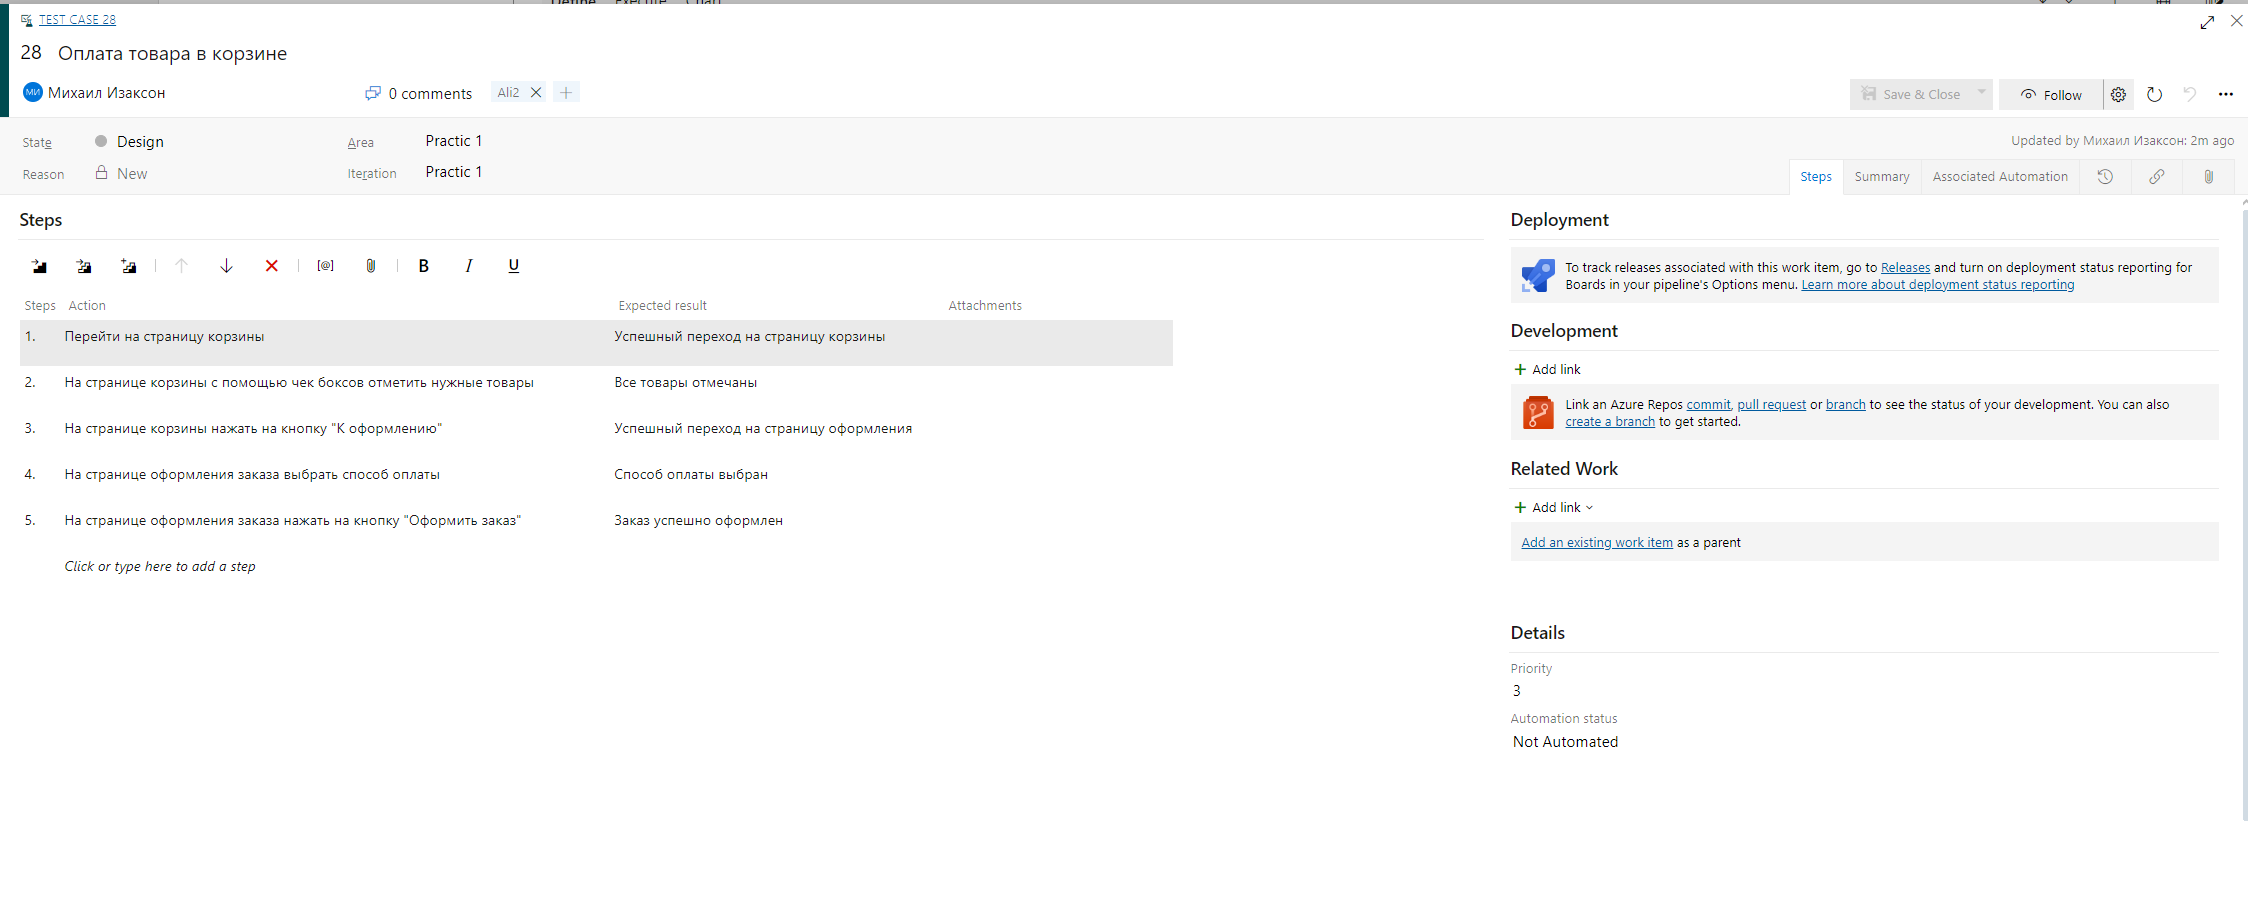 Define Execute Chart
TEST CASE 28
28 Оплата товара в корзине
МИ Михаил Изаксон 0 comments Ali2 Save & Close Follow
State Design Area Practic 1 Updated by Михаил Изаксон: 2m ago
Reason New Iteration Practic 1
Steps Summary Associated Automation
Steps
[@] B I U
Steps Action Expected result Attachments
1. Перейти на страницу корзины Успешный переход на страницу корзины
2. На странице корзины с помощью чек боксов отметить нужные товары Все товары отмечаны
3. На странице корзины нажать на кнопку "К оформлению" Успешный переход на страницу оформления
4. На странице оформления заказа выбрать способ оплаты Способ оплаты выбран
5. На странице оформления заказа нажать на кнопку "Оформить заказ" Заказ успешно оформлен
Click or type here to add a step
Deployment
To track releases associated with this work item, go to Releases and turn on deployment status reporting for
Boards in your pipeline's Options menu. Learn more about deployment status reporting
Development
Add link
Link an Azure Repos commit, pull request or branch to see the status of your development. You can also
create a branch to get started.
Related Work
Add link
Add an existing work item as a parent
Details
Priority
3
Automation status
Not Automated